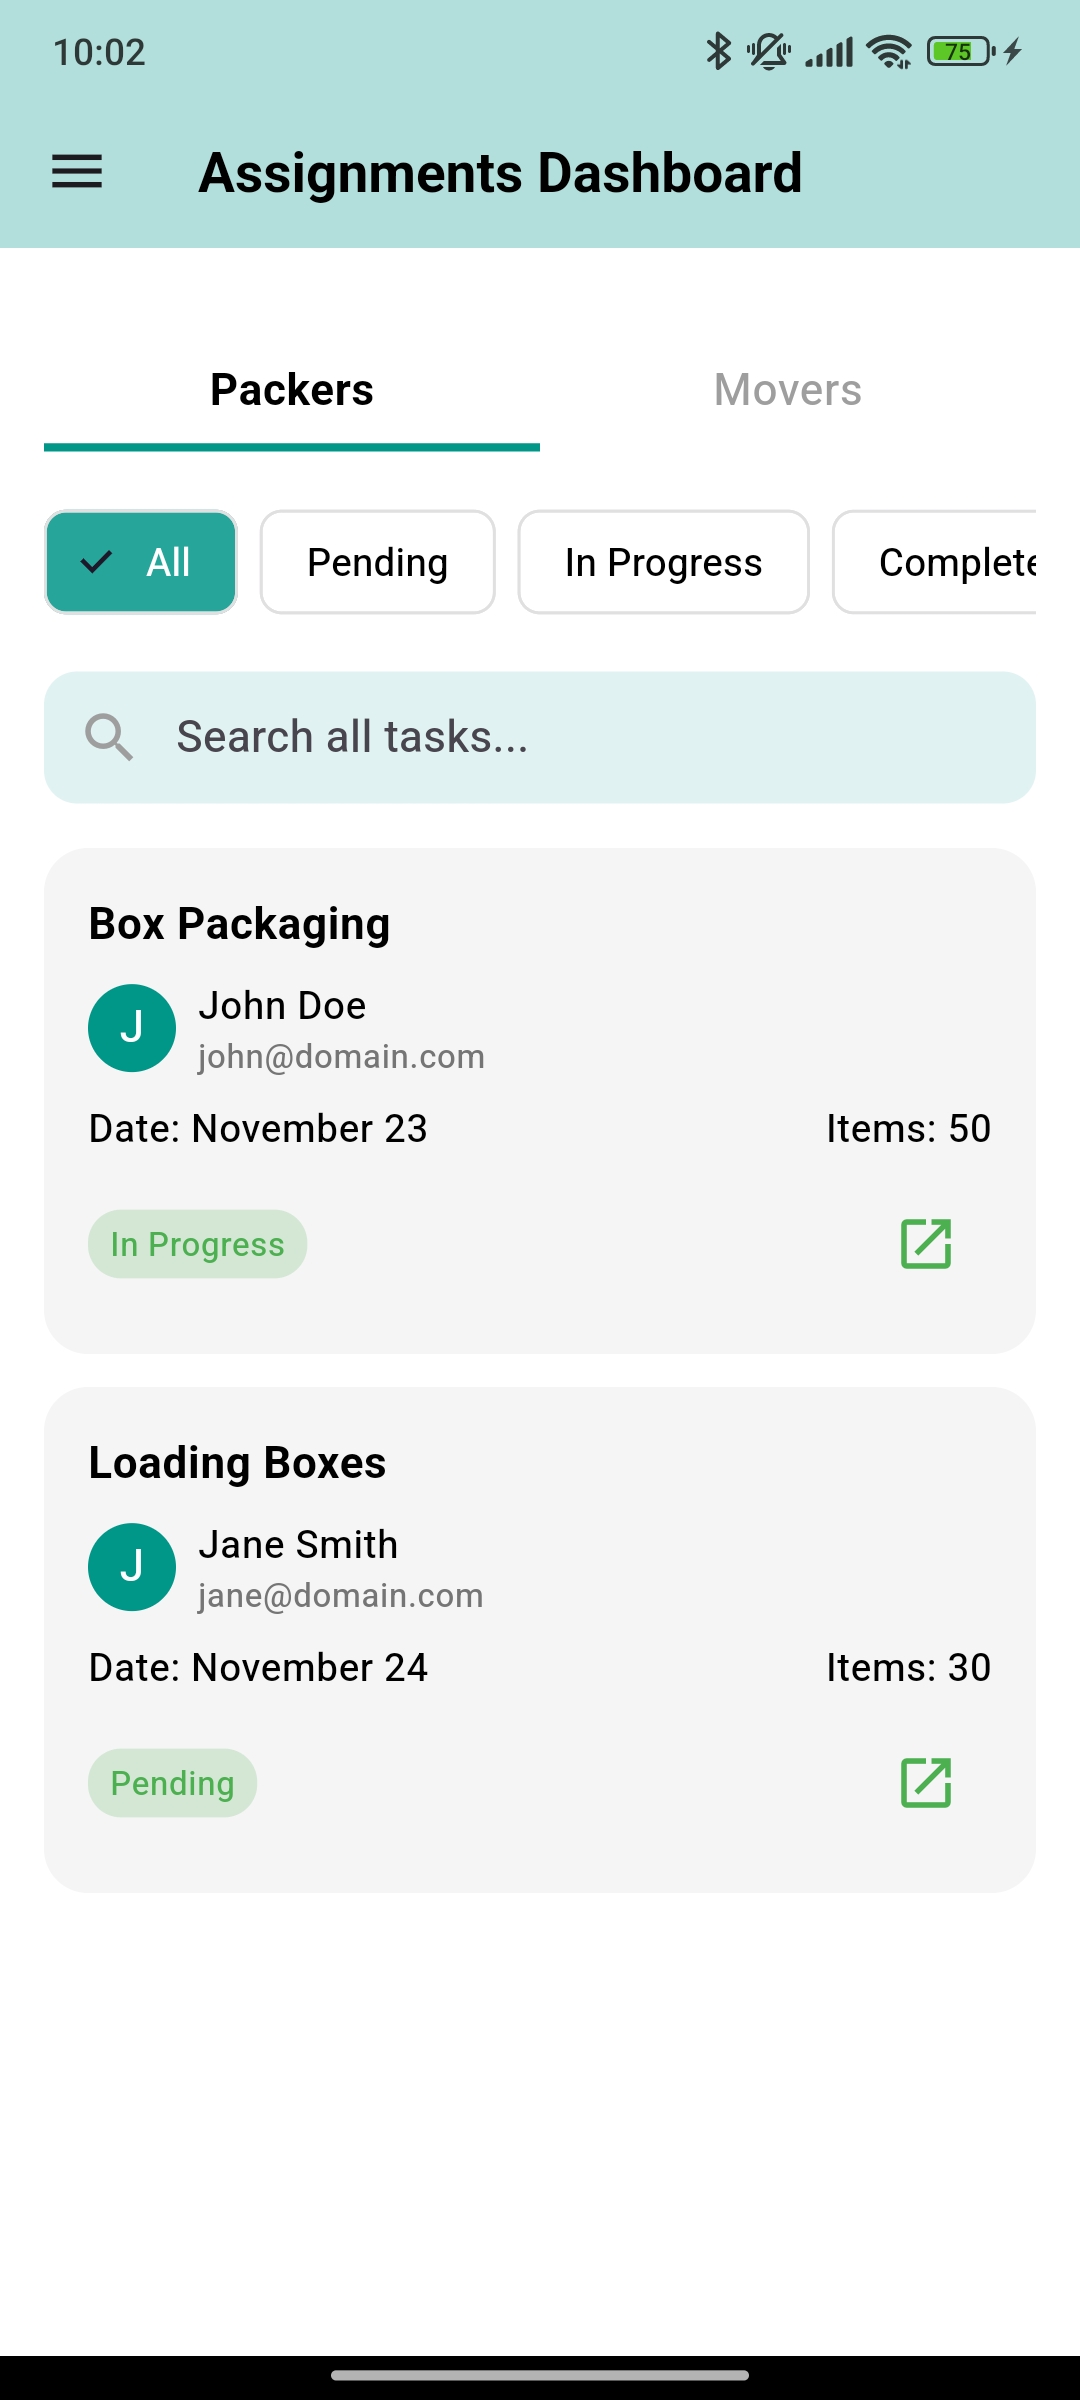 10:02
75
Assignments Dashboard
Packers
Movers
All
Pending
In Progress
Complete
Search all tasks...
Box Packaging
J
John Doe
john@domain.com
Date: November 23
Items: 50
In Progress
Loading Boxes
J
Jane Smith
jane@domain.com
Date: November 24
Items: 30
Pending